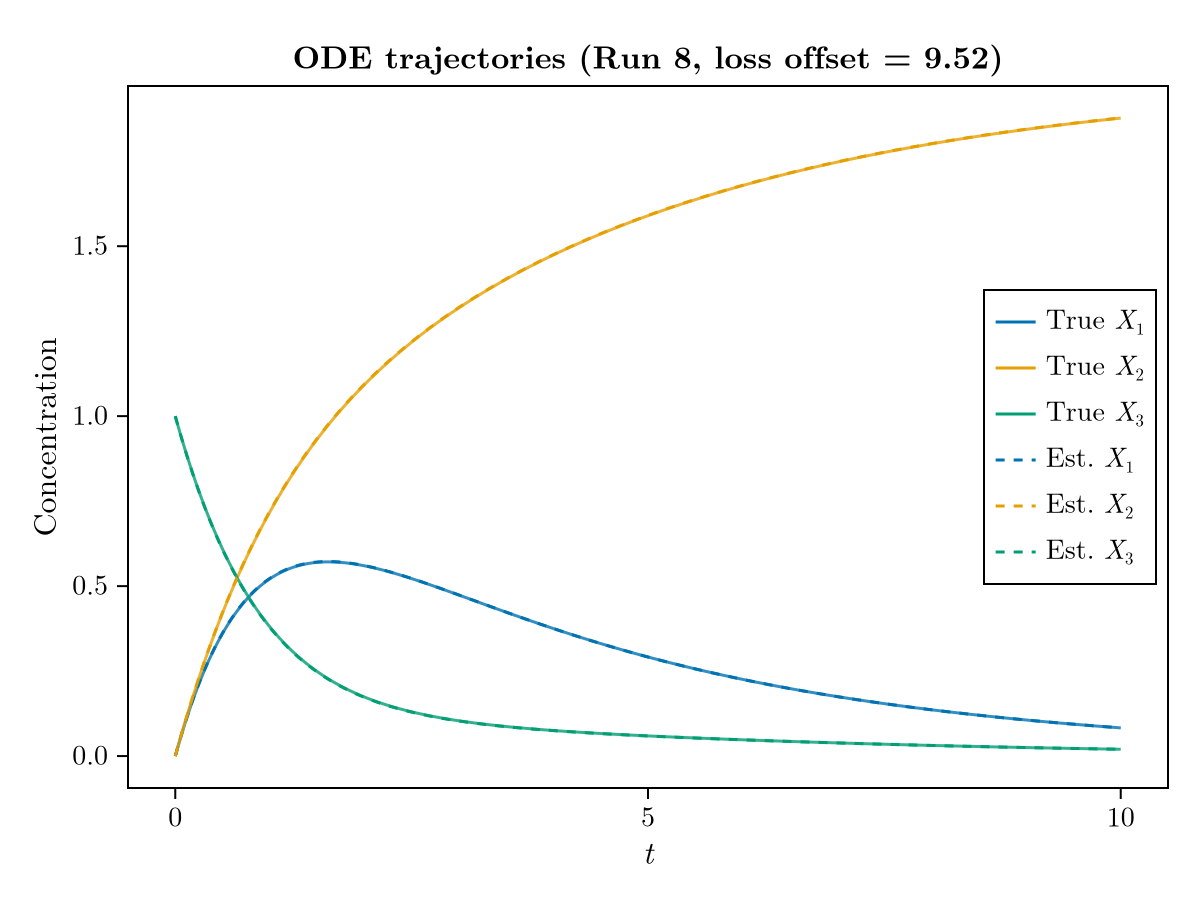 ODE trajectories (Run 8, loss offset = 9.52)
Concentration
1.5
1.0
0.5
0.0
True X₁
True X₂
True X₃
Est. X₁
Est. X₂
Est. X₃
0 5 10
t